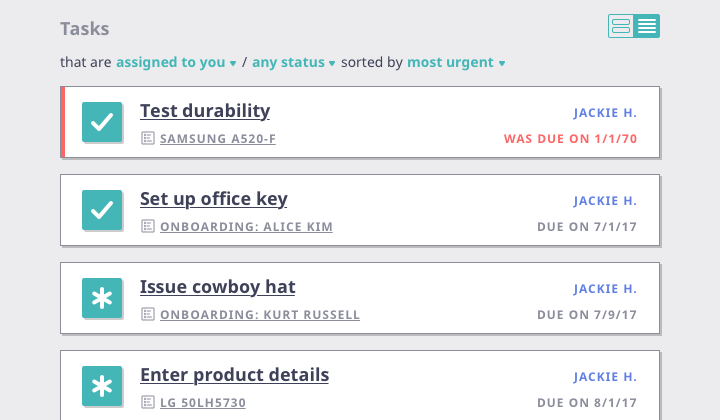 Tasks
that are assigned to you ▾ / any status ▾ sorted by most urgent ▾
Test durability
JACKIE H.
SAMSUNG A520-F
WAS DUE ON 1/1/70
Set up office key
JACKIE H.
ONBOARDING: ALICE KIM
DUE ON 7/1/17
Issue cowboy hat
JACKIE H.
ONBOARDING: KURT RUSSELL
DUE ON 7/9/17
Enter product details
JACKIE H.
LG 50LH5730
DUE ON 8/1/17